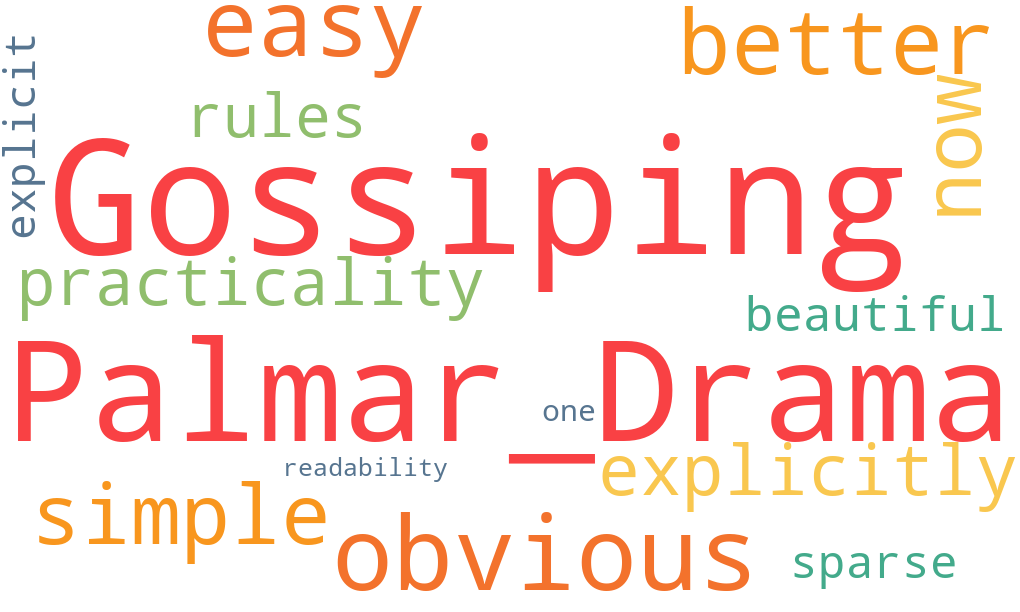 easy
better
explicit
rules
now
Gossiping
practicality
beautiful
Palmar_Drama
one
readability
explicitly
simple
obvious
sparse